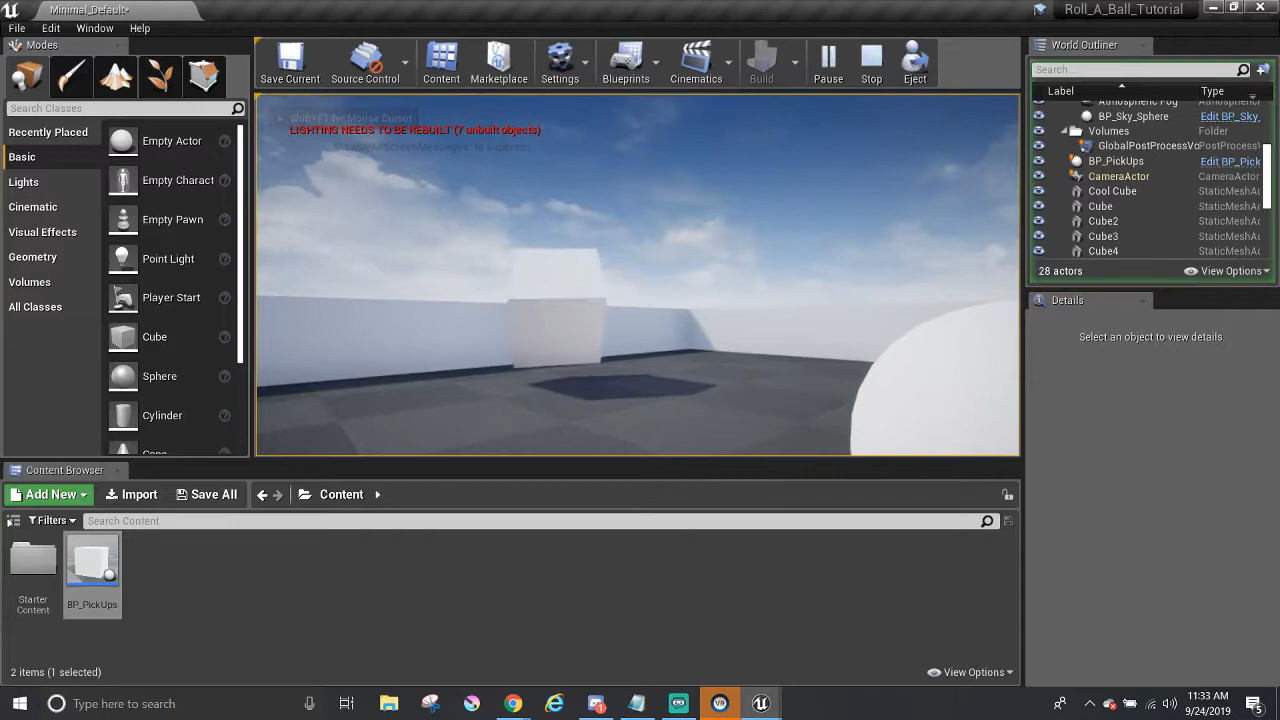 Minimal_Default*
Roll_A_Ball_Tutorial
File Edit Window Help
Modes
Search Classes
Recently Placed
Basic
Lights
Cinematic
Visual Effects
Geometry
Volumes
All Classes
Empty Actor
Empty Charact
Empty Pawn
Point Light
Player Start
Cube
Sphere
Cylinder
Cone
Save Current
Source Control
Content
Marketplace
Settings
Blueprints
Cinematics
Build
Pause
Stop
Eject
Shift+F1 for Mouse Cursor
LIGHTING NEEDS TO BE REBUILT (7 unbuilt objects)
'DisableAllScreenMessages' to suppress
World Outliner
Search...
Label Type
Atmospheric Fog Atmospheric
BP_Sky_Sphere Edit BP_Sky_
Volumes Folder
GlobalPostProcessVo PostProcessV
BP_PickUps Edit BP_Pick
CameraActor CameraActor
Cool Cube StaticMeshAc
Cube StaticMeshAc
Cube2 StaticMeshAc
Cube3 StaticMeshAc
Cube4 StaticMeshAc
28 actors View Options
Details
Select an object to view details.
Content Browser
Add New Import Save All Content
Filters Search Content
Starter
Content
BP_PickUps
2 items (1 selected) View Options
Type here to search
VR
11:33 AM
9/24/2019